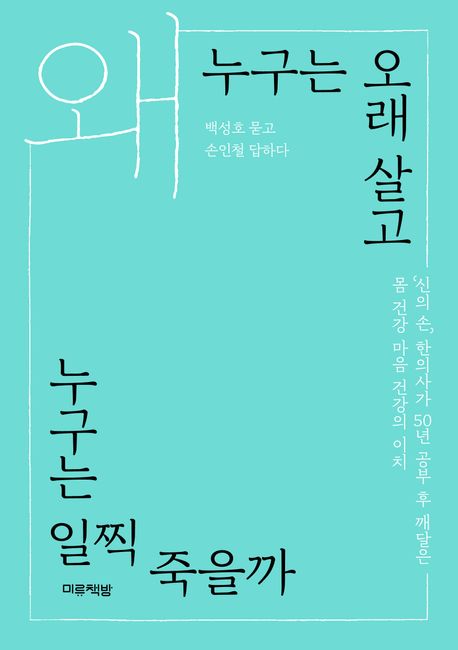 왜
누구는
오래 살고
백성호 묻고
손인철 답하다
‘신의 손’ 한의사가 50년 공부 후 깨달은
몸 건강 마음 건강의 이치
누구는
일찍
죽을까
미류책방